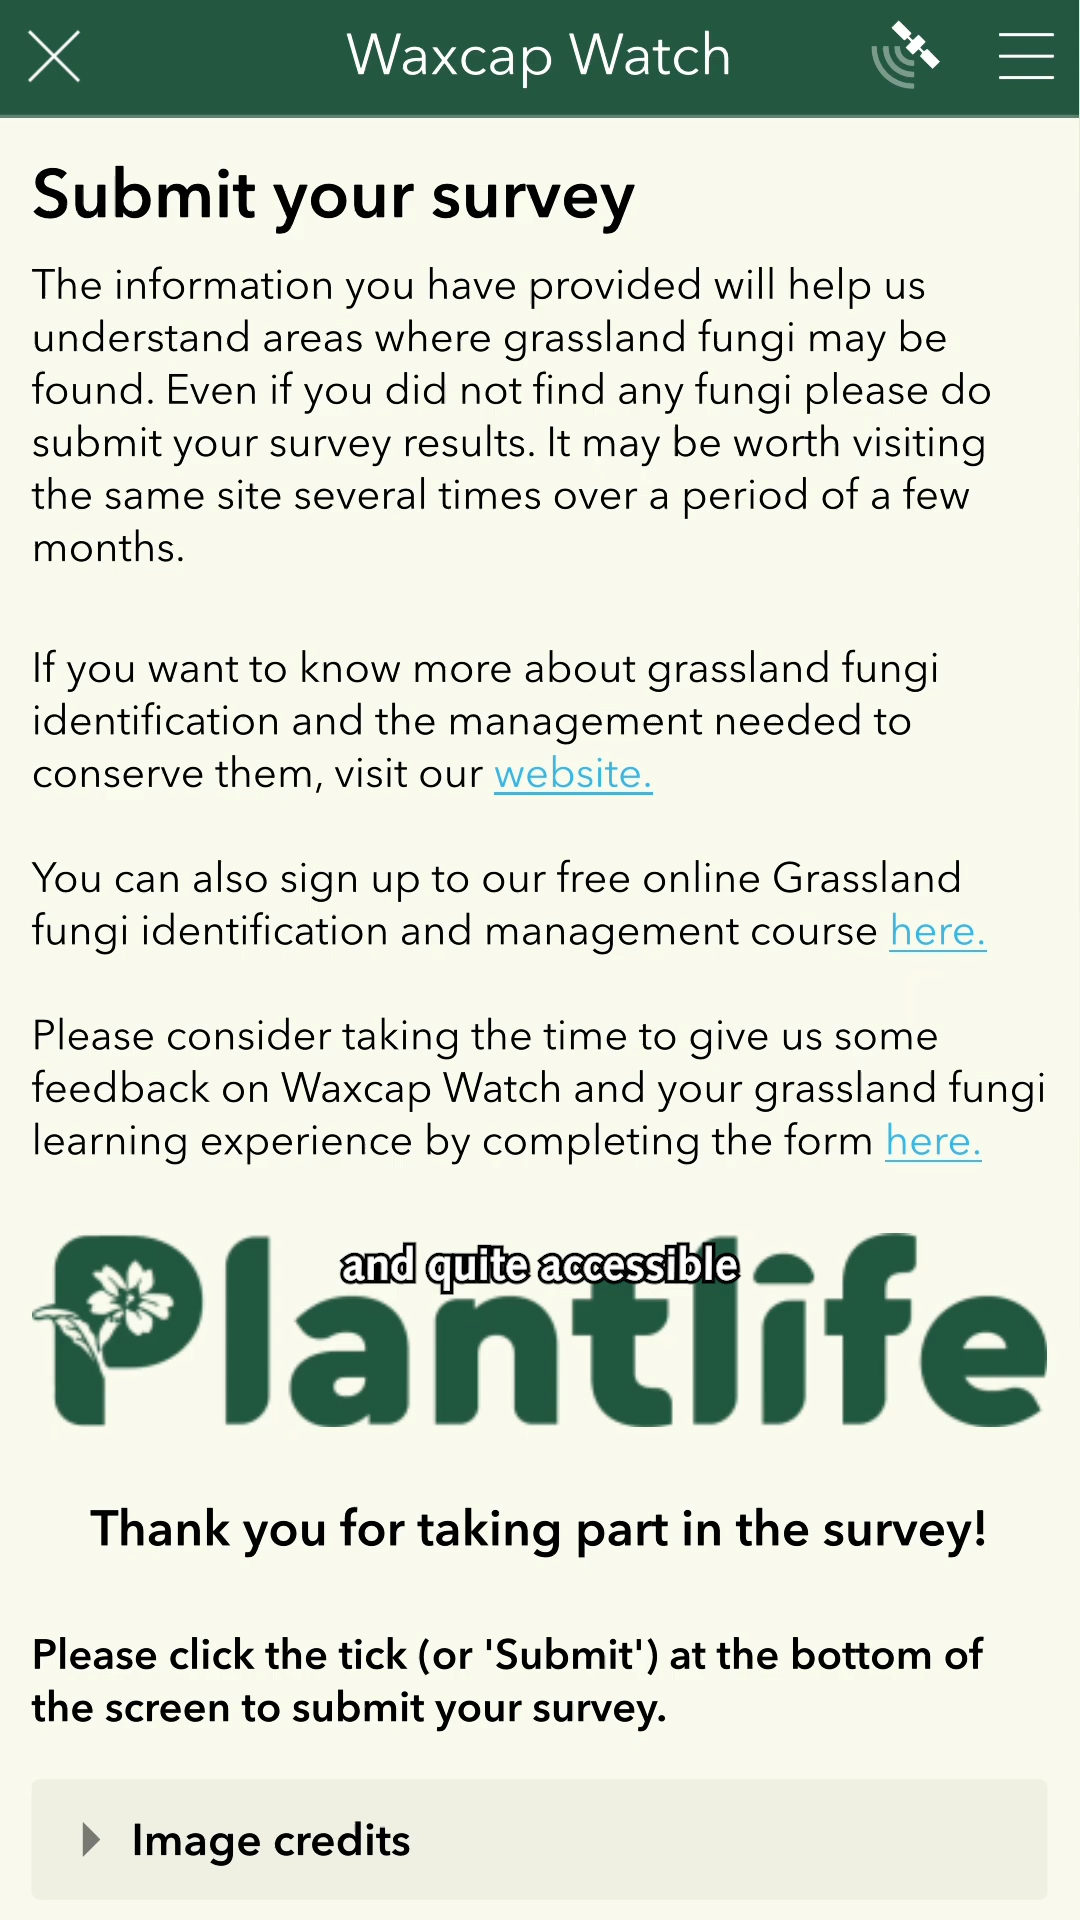 Waxcap Watch
Submit your survey
The information you have provided will help us
understand areas where grassland fungi may be
found. Even if you did not find any fungi please do
submit your survey results. It may be worth visiting
the same site several times over a period of a few
months.
If you want to know more about grassland fungi
identification and the management needed to
conserve them, visit our website.
You can also sign up to our free online Grassland
fungi identification and management course here.
Please consider taking the time to give us some
feedback on Waxcap Watch and your grassland fungi
learning experience by completing the form here.
and quite accessible
Plantlife
Thank you for taking part in the survey!
Please click the tick (or 'Submit') at the bottom of
the screen to submit your survey.
Image credits